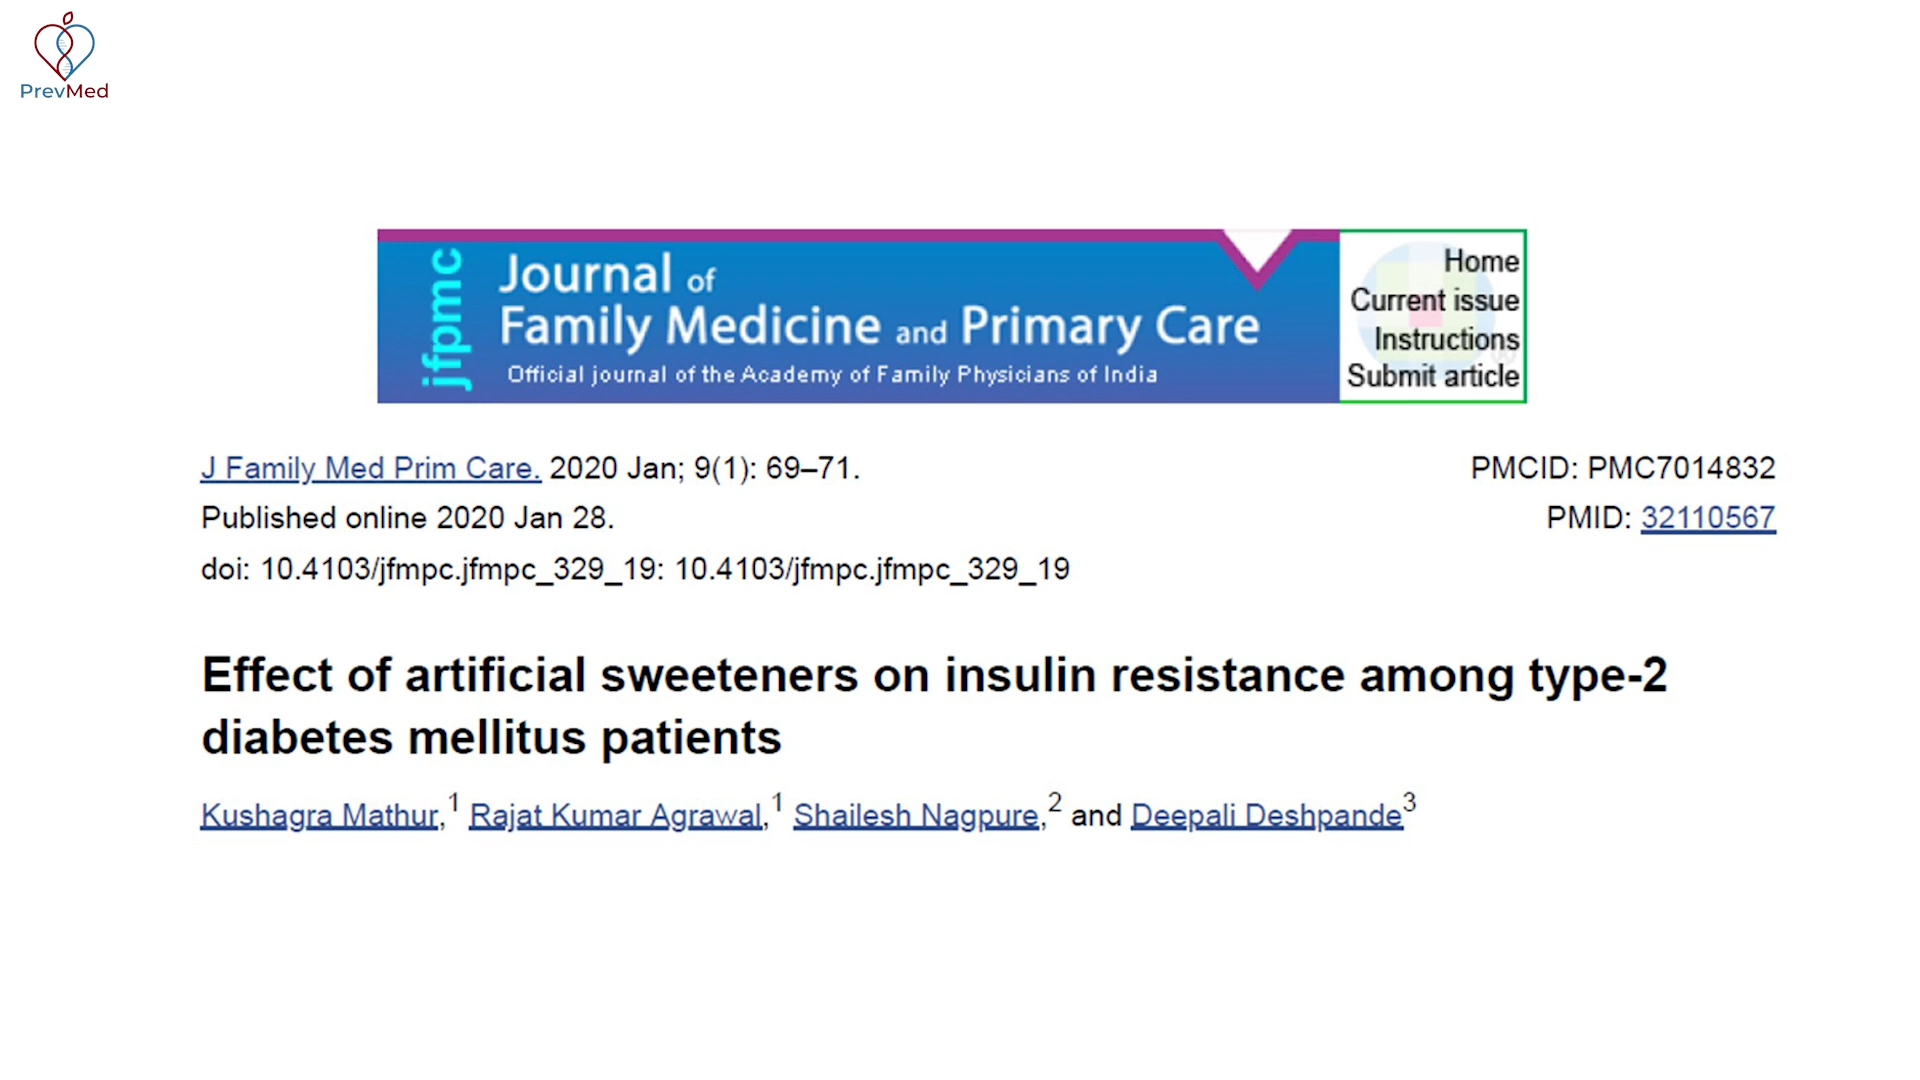 PrevMed
jfpmc
Journal of
Family Medicine and Primary Care
Official journal of the Academy of Family Physicians of India
Home
Current issue
Instructions
Submit article
J Family Med Prim Care. 2020 Jan; 9(1): 69–71.
PMCID: PMC7014832
Published online 2020 Jan 28.
PMID: 32110567
doi: 10.4103/jfmpc.jfmpc_329_19: 10.4103/jfmpc.jfmpc_329_19
Effect of artificial sweeteners on insulin resistance among type-2
diabetes mellitus patients
Kushagra Mathur,1 Rajat Kumar Agrawal,1 Shailesh Nagpure,2 and Deepali Deshpande3